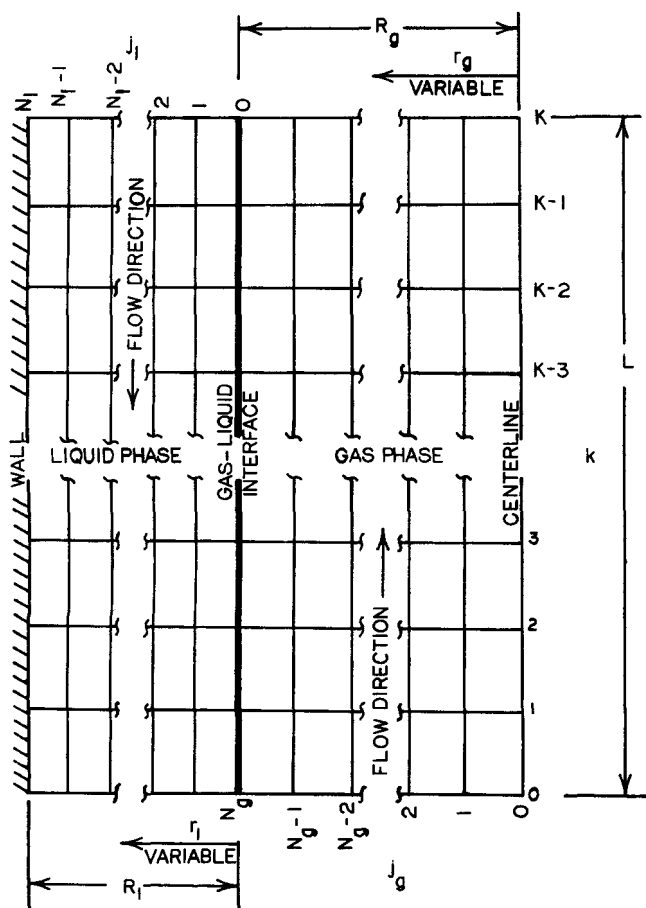 R_g
j_l
r_g
VARIABLE
N_l
N_l-1
N_l-2
2
1
0
K
K-1
K-2
K-3
FLOW DIRECTION
L
WALL
LIQUID PHASE
GAS-LIQUID INTERFACE
GAS PHASE
CENTERLINE
k
3
2
1
0
FLOW DIRECTION
N_g
N_g-1
N_g-2
2
1
0
r_l
VARIABLE
j_g
R_l